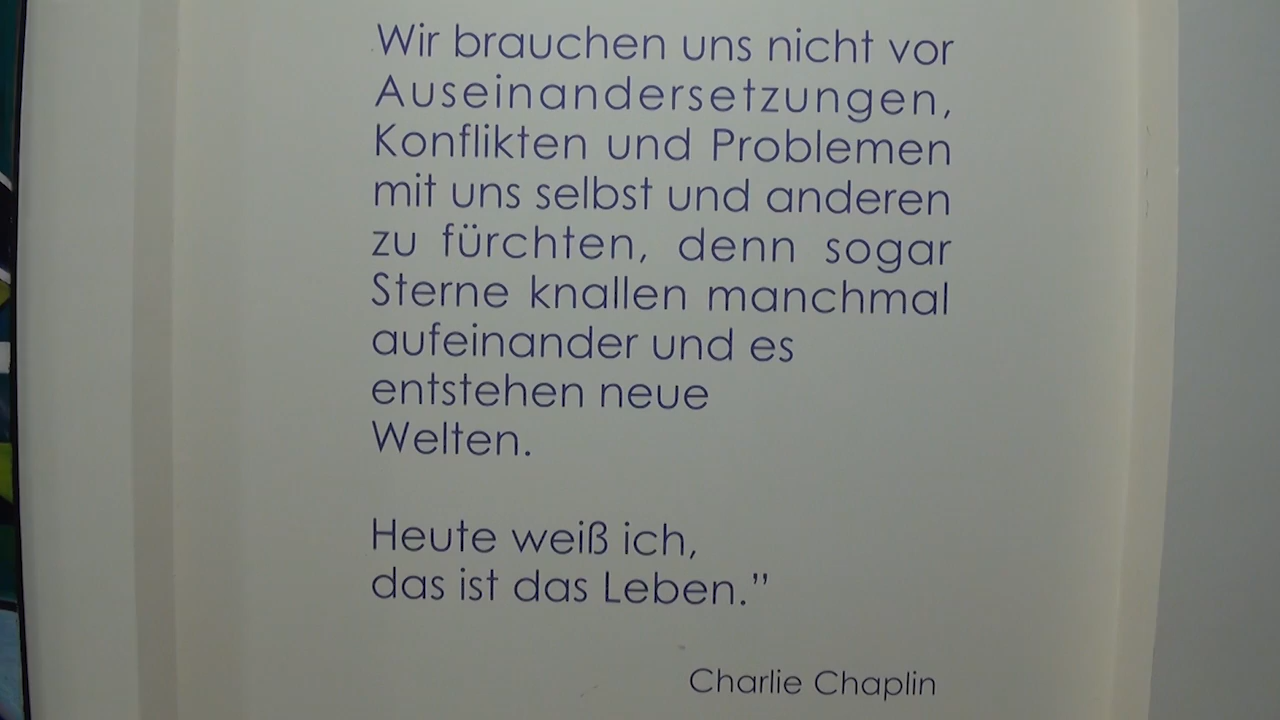 Wir brauchen uns nicht vor
Auseinandersetzungen,
Konflikten und Problemen
mit uns selbst und anderen
zu fürchten, denn sogar
Sterne knallen manchmal
aufeinander und es
entstehen neue
Welten.
Heute weiß ich,
das ist das Leben.”
Charlie Chaplin